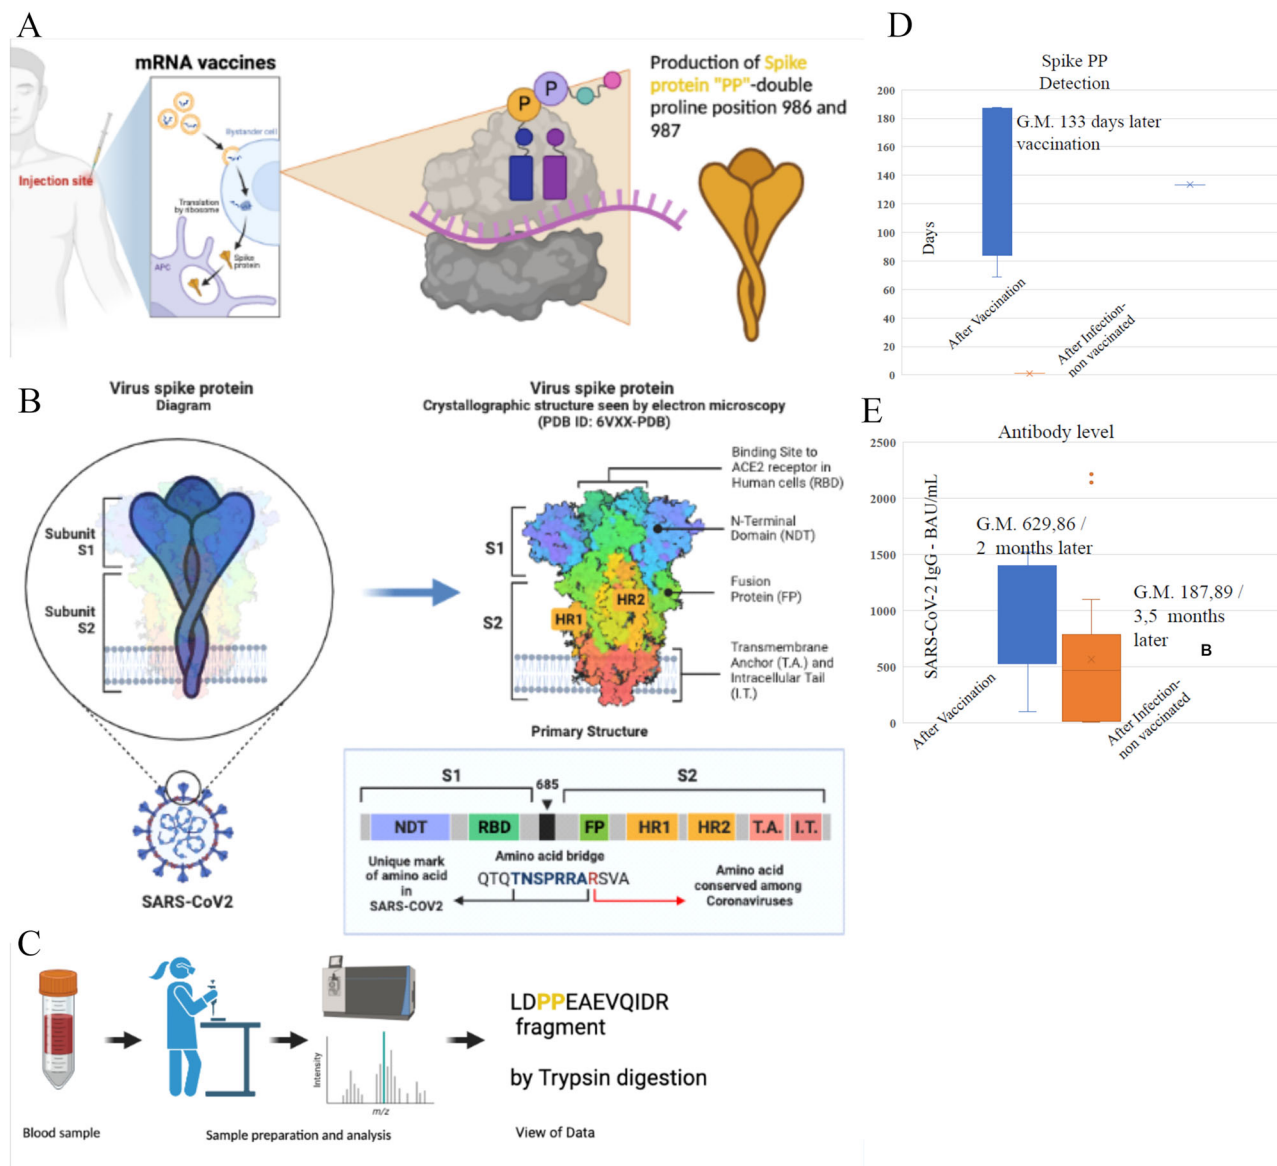 A
mRNA vaccines
Injection site
Bystander cell
Translation
by ribosome
Spike
protein
APC
P
P
Production of Spike
protein "PP"-double
proline position 986 and
987
B
Virus spike protein
Diagram
Subunit
S1
Subunit
S2
SARS-CoV2
Virus spike protein
Crystallographic structure seen by electron microscopy
(PDB ID: 6VXX-PDB)
S1
S2
HR1
HR2
Binding Site to
ACE2 receptor in
Human cells (RBD)
N-Terminal
Domain (NDT)
Fusion
Protein (FP)
Transmembrane
Anchor (T.A.) and
Intracellular Tail
(I.T.)
Primary Structure
S1
685
S2
NDT
RBD
FP
HR1
HR2
T.A.
I.T.
Unique mark
of amino acid
in
SARS-COV2
Amino acid bridge
QTQTNSPRRARSVA
Amino acid
conserved among
Coronaviruses
C
Intensity
m/z
LDPPEAEVQIDR
fragment
by Trypsin digestion
Blood sample
Sample preparation and analysis
View of Data
D
Spike PP
Detection
200
180
160
140
120
100
80
60
40
20
0
Days
G.M. 133 days later
vaccination
After Vaccination
After Infection-
non vaccinated
E
Antibody level
2500
2000
1500
1000
500
0
SARS-CoV-2 IgG - BAU/mL
G.M. 629,86 /
2 months later
G.M. 187,89 /
3,5 months
later
B
After Vaccination
After Infection-
non vaccinated